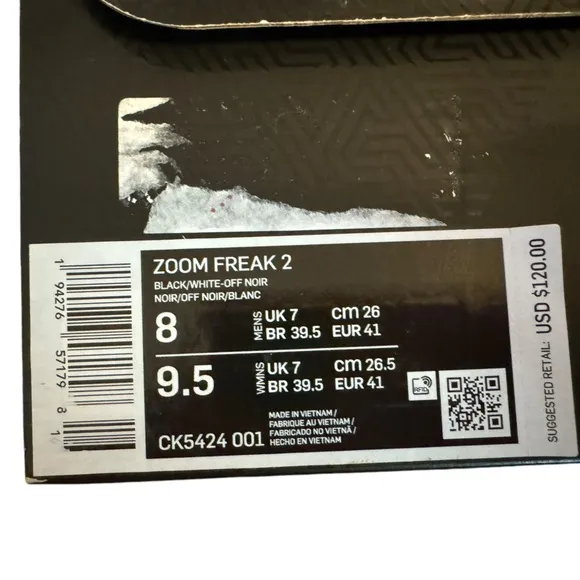 ZOOM FREAK 2
BLACK/WHITE-OFF NOIR
NOIR/OFF NOIR/BLANC
8 MENS UK 7 cm 26
BR 39.5 EUR 41
9.5 WMNS UK 7 cm 26.5
BR 39.5 EUR 41
MADE IN VIETNAM /
FABRIQUE AU VIETNAM /
FABRICADO NO VIETNÃ /
HECHO EN VIETNAM
CK5424 001
RFID
1 94276 57179 8 1
SUGGESTED RETAIL: USD $120.00